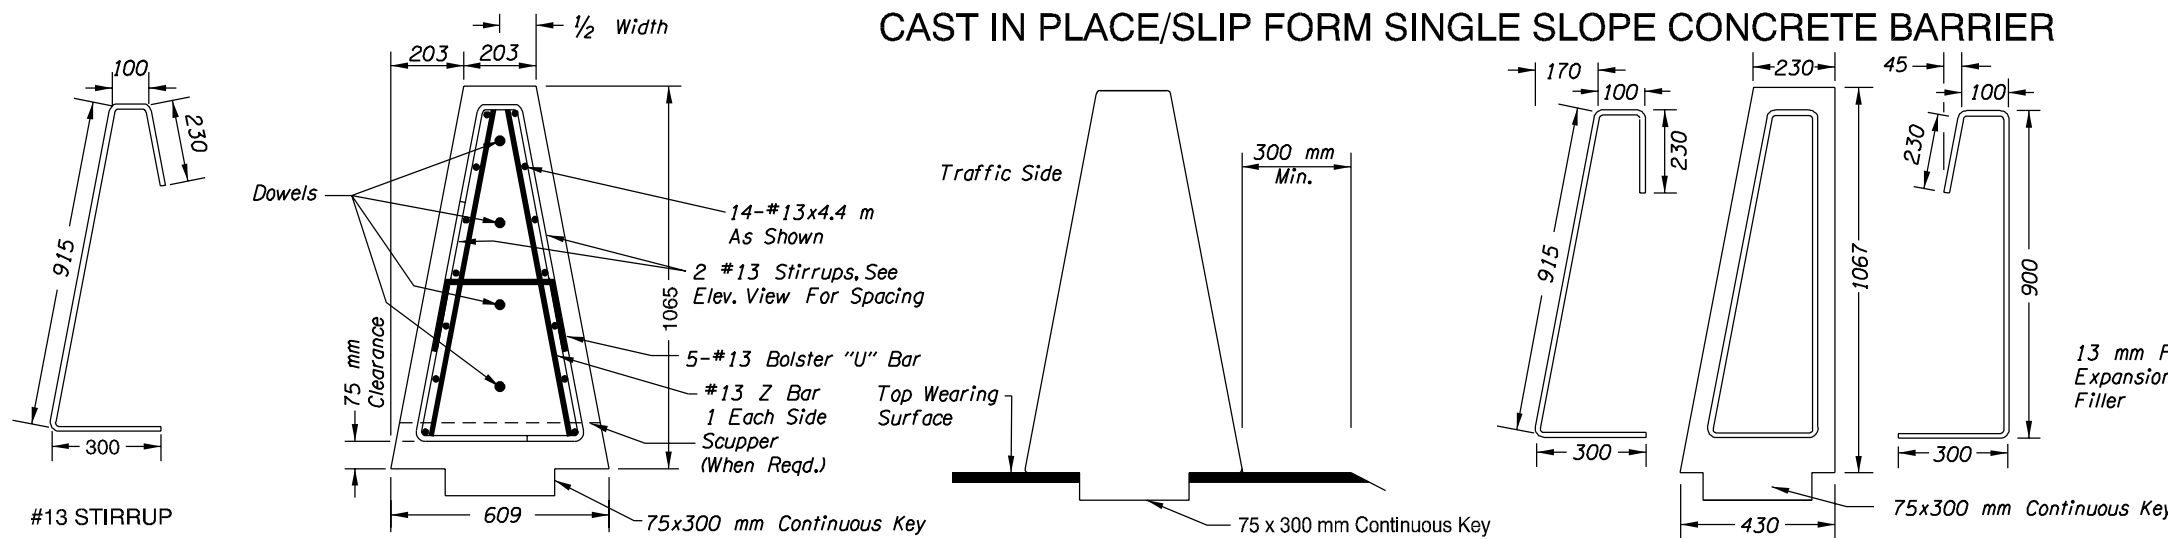 CAST IN PLACE/SLIP FORM SINGLE SLOPE CONCRETE BARRIER
100
230
915
300
#13 STIRRUP
½ Width
203
203
Dowels
14-#13x4.4 m
As Shown
2 #13 Stirrups, See
Elev. View For Spacing
1065
75 mm
Clearance
5-#13 Bolster "U" Bar
#13 Z Bar
1 Each Side
Scupper
(When Reqd.)
609
75x300 mm Continuous Key
Traffic Side
300 mm
Min.
Top Wearing
Surface
75 x 300 mm Continuous Key
170
100
230
915
300
230
1067
430
75x300 mm Continuous Key
45
100
230
900
300
13 mm P
Expansion
Filler